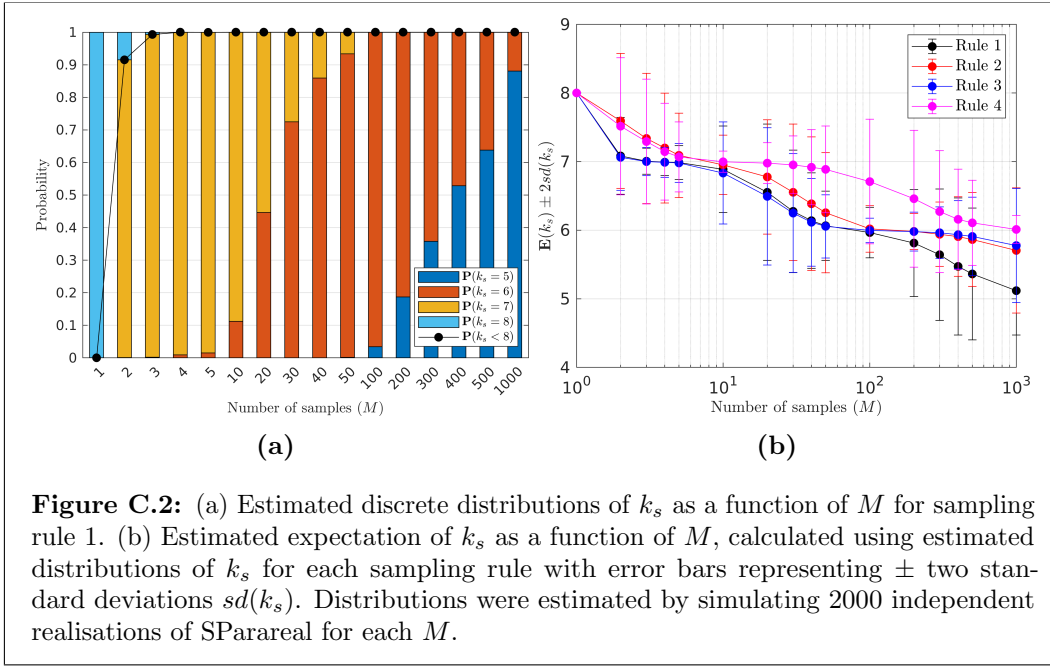 1
0.9
0.8
0.7
0.6
0.5
0.4
0.3
0.2
0.1
0
Probability
P(k_s = 5)
P(k_s = 6)
P(k_s = 7)
P(k_s = 8)
P(k_s < 8)
1 2 3 4 5 10 20 30 40 50 100 200 300 400 500 1000
Number of samples (M)
(a)
9
8
7
6
5
4
E(k_s) ± 2sd(k_s)
Rule 1
Rule 2
Rule 3
Rule 4
10^0 10^1 10^2 10^3
Number of samples (M)
(b)
Figure C.2: (a) Estimated discrete distributions of k_s as a function of M for sampling
rule 1. (b) Estimated expectation of k_s as a function of M, calculated using estimated
distributions of k_s for each sampling rule with error bars representing ± two stan-
dard deviations sd(k_s). Distributions were estimated by simulating 2000 independent
realisations of SParareal for each M.